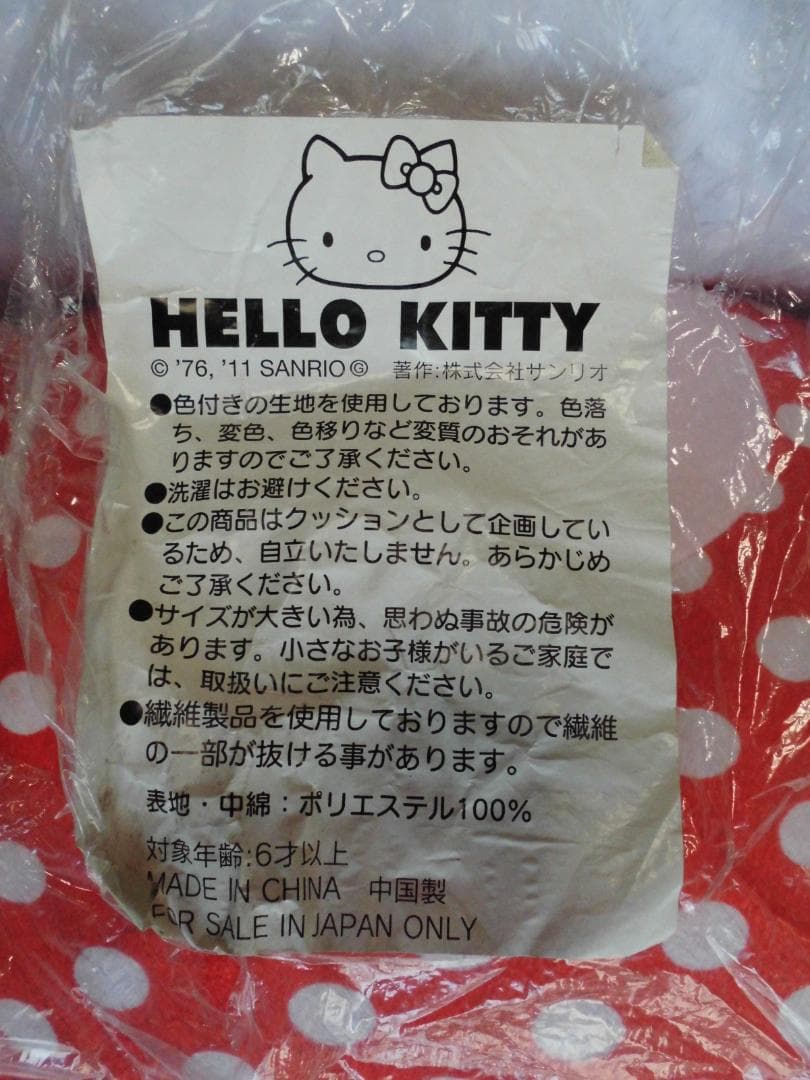 HELLO KITTY
© '76, '11 SANRIO Ⓖ 著作:株式会社サンリオ
●色付きの生地を使用しております。色落
ち、変色、色移りなど変質のおそれがあ
りますのでご了承ください。
●洗濯はお避けください。
●この商品はクッションとして企画してい
るため、自立いたしません。あらかじめ
ご了承ください。
●サイズが大きい為、思わぬ事故の危険が
あります。小さなお子様がいるご家庭で
は、取扱いにご注意ください。
●繊維製品を使用しておりますので繊維
の一部が抜ける事があります。
表地・中綿:ポリエステル100%
対象年齢:6才以上
MADE IN CHINA 中国製
FOR SALE IN JAPAN ONLY